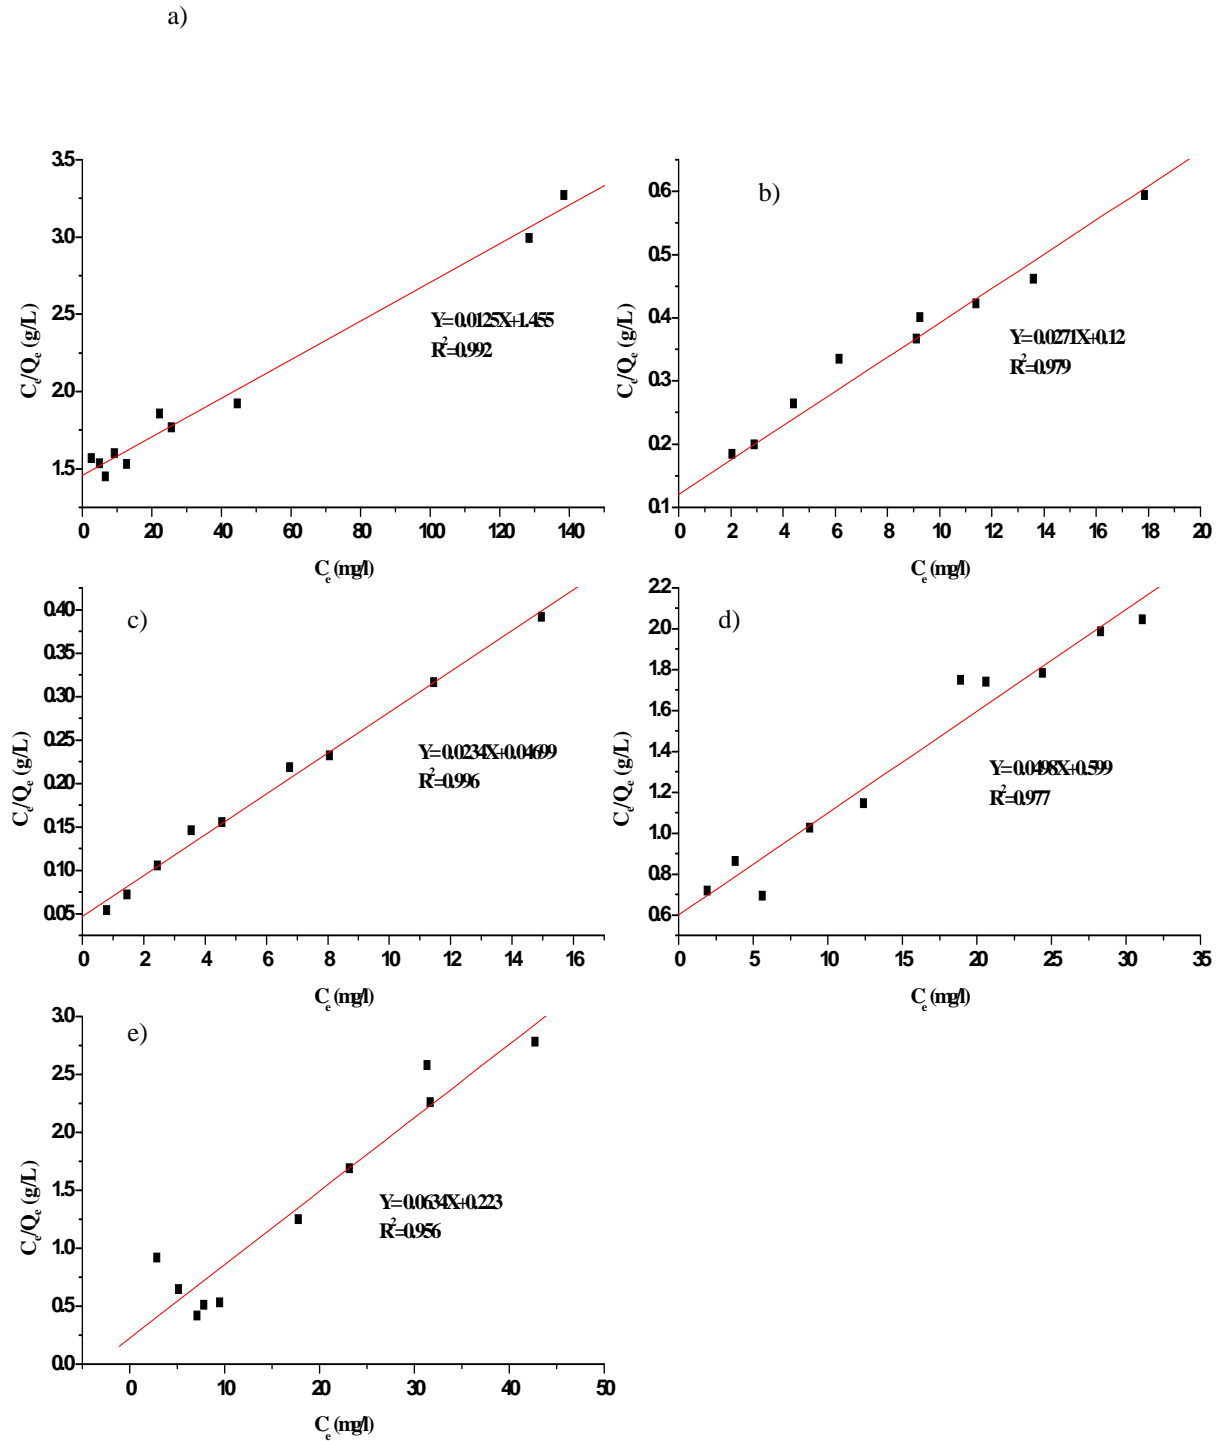 a)
3.5
3.0
2.5
2.0
1.5
0 20 40 60 80 100 120 140
C_e/Q_e (g/L)
C_e (mg/l)
Y=0.0125X+1.455
R²=0.992
b)
0.6
0.5
0.4
0.3
0.2
0.1
0 2 4 6 8 10 12 14 16 18 20
C_e/Q_e (g/L)
C_e (mg/l)
Y=0.0271X+0.12
R²=0.979
c)
0.40
0.35
0.30
0.25
0.20
0.15
0.10
0.05
0 2 4 6 8 10 12 14 16
C_e/Q_e (g/L)
C_e (mg/l)
Y=0.0234X+0.04699
R²=0.996
d)
2.2
2.0
1.8
1.6
1.4
1.2
1.0
0.8
0.6
0 5 10 15 20 25 30 35
C_e/Q_e (g/L)
C_e (mg/l)
Y=0.0498X+0.599
R²=0.977
e)
3.0
2.5
2.0
1.5
1.0
0.5
0.0
0 10 20 30 40 50
C_e/Q_e (g/L)
C_e (mg/l)
Y=0.0634X+0.223
R²=0.956